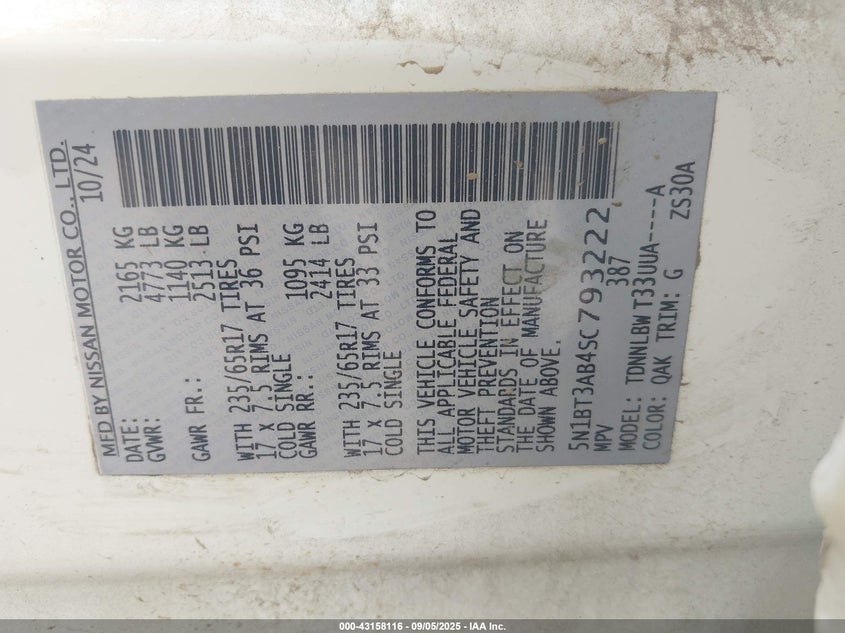 MFD BY NISSAN MOTOR CO., LTD.
DATE: 10/24
GVWR: 2165 KG
4773 LB
GAWR FR.: 1140 KG
2513 LB
WITH 235/65R17 TIRES
17 X 7.5 RIMS AT 36 PSI
COLD SINGLE
GAWR RR.: 1095 KG
2414 LB
WITH 235/65R17 TIRES
17 X 7.5 RIMS AT 33 PSI
COLD SINGLE
THIS VEHICLE CONFORMS TO
ALL APPLICABLE FEDERAL
MOTOR VEHICLE SAFETY AND
THEFT PREVENTION
STANDARDS IN EFFECT ON
THE DATE OF MANUFACTURE
SHOWN ABOVE.
5N1BT3AB4SC793222
MPV 387
MODEL: TDNNLBW T33UUA----A
COLOR: QAK TRIM: G ZS30A
000-43158116 - 09/05/2025 - IAA Inc.